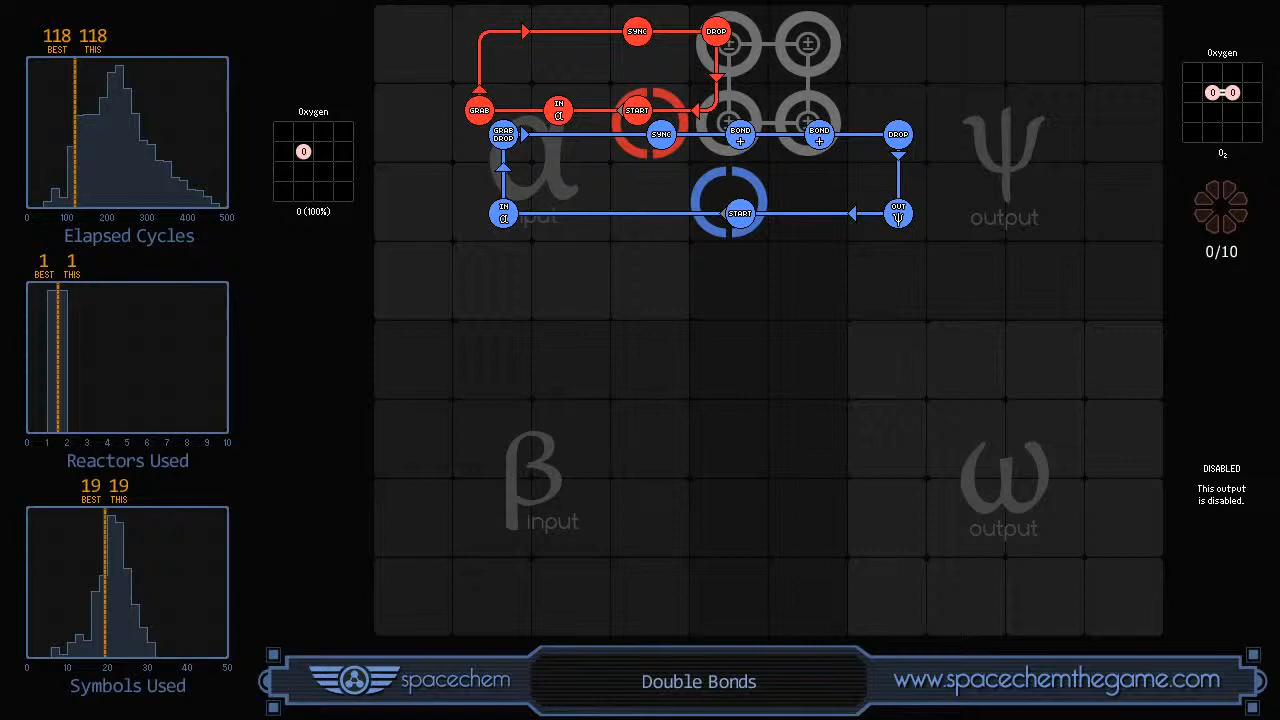 118 118
BEST THIS
0 100 200 300 400 500
Elapsed Cycles
1 1
BEST THIS
0 1 2 3 4 5 6 7 8 9 10
Reactors Used
19 19
BEST THIS
0 10 20 30 40 50
Symbols Used
Oxygen
O
O (100%)
SYNC
DROP
GRAB
IN
α
START
GRAB
DROP
SYNC
BOND
+
BOND
+
DROP
IN
α
START
OUT
ψ
α
input
ψ
output
β
input
ω
output
Oxygen
O=O
O₂
0/10
DISABLED
This output
is disabled.
spacechem
Double Bonds
www.spacechemthegame.com